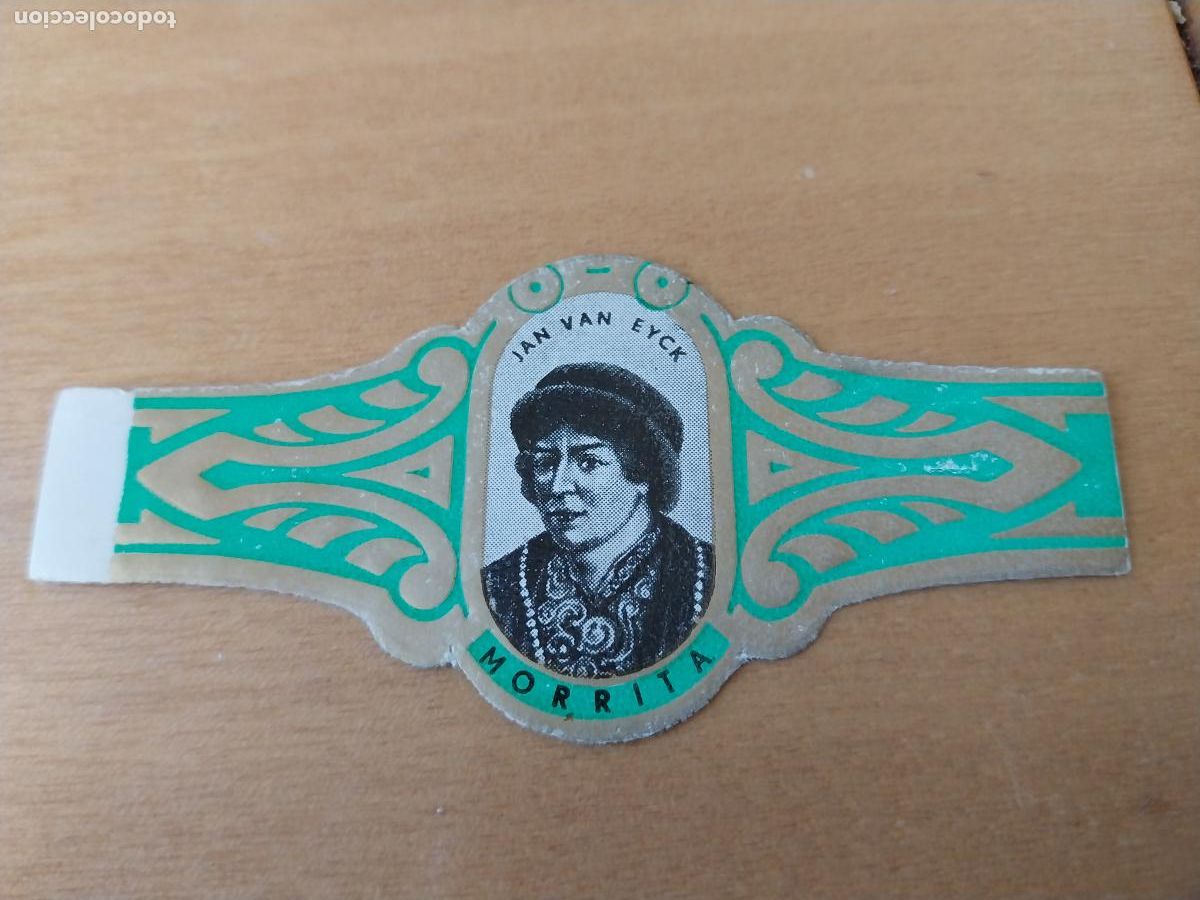 todocoleccion
JAN VAN EYCK
MORRITA